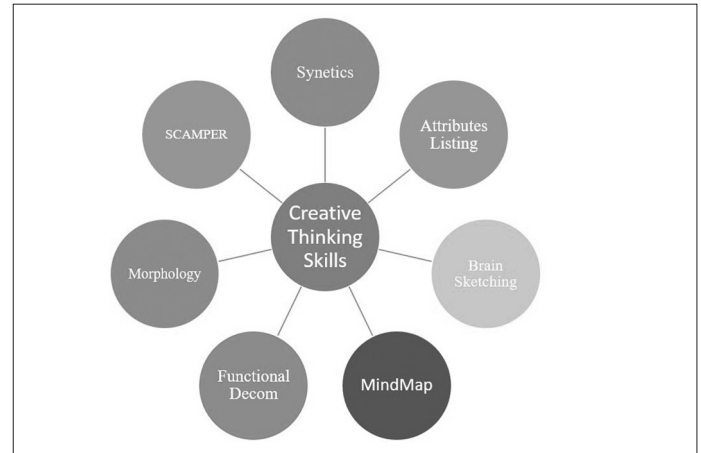 Synetics
Attributes
Listing
SCAMPER
Creative
Thinking
Skills
Brain
Sketching
Morphology
Functional
Decom
MindMap